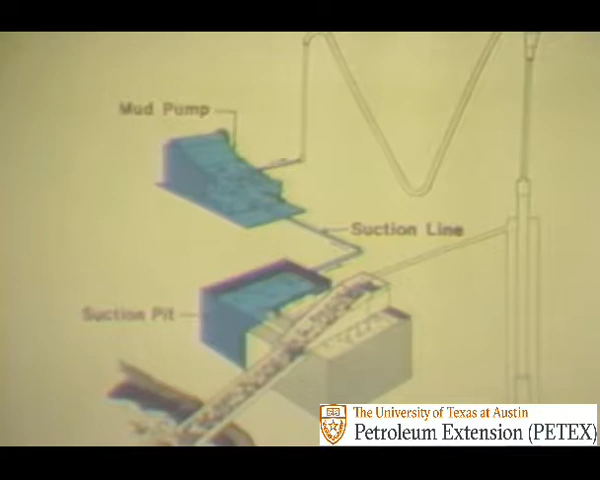 Mud Pump
Suction Line
Suction Pit
The University of Texas at Austin
Petroleum Extension (PETEX)